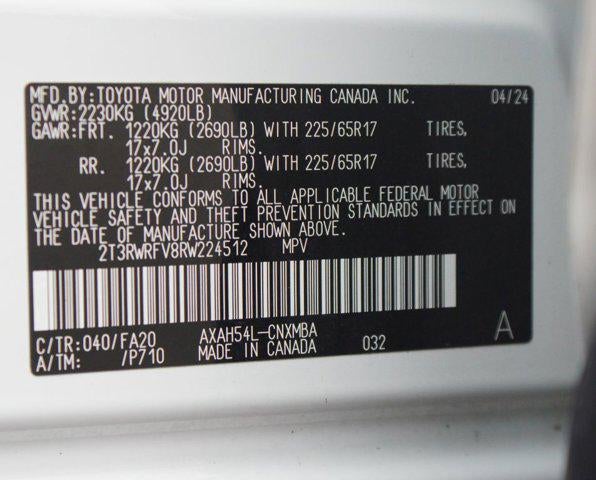 MFD.BY:TOYOTA MOTOR MANUFACTURING CANADA INC. 04/24
GVWR:2230KG (4920LB)
GAWR:FRT. 1220KG (2690LB) WITH 225/65R17 TIRES,
17x7.0J RIMS.
RR. 1220KG (2690LB) WITH 225/65R17 TIRES,
17x7.0J RIMS.
THIS VEHICLE CONFORMS TO ALL APPLICABLE FEDERAL MOTOR
VEHICLE SAFETY AND THEFT PREVENTION STANDARDS IN EFFECT ON
THE DATE OF MANUFACTURE SHOWN ABOVE.
2T3RWRFV8RW224512 MPV
C/TR:040/FA20 AXAH54L-CNXMBA A
A/TM: /P710 MADE IN CANADA 032